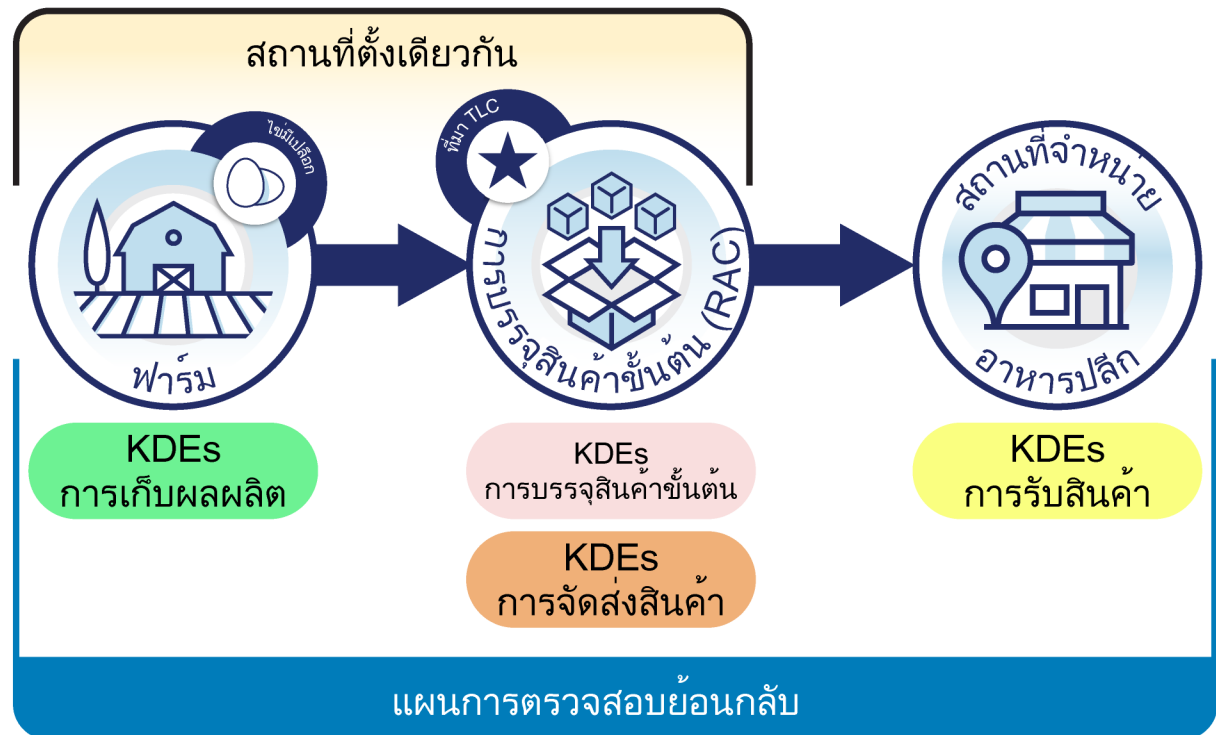 สถานที่ตั้งเดียวกัน
ไข่มีเปลือก
ฟาร์ม
KDEs
การเก็บผลผลิต
ที่มา TLC
การบรรจุสินค้าขั้นต้น (RAC)
KDEs
การบรรจุสินค้าขั้นต้น
KDEs
การจัดส่งสินค้า
สถานที่จำหน่าย
อาหารปลีก
KDEs
การรับสินค้า
แผนการตรวจสอบย้อนกลับ